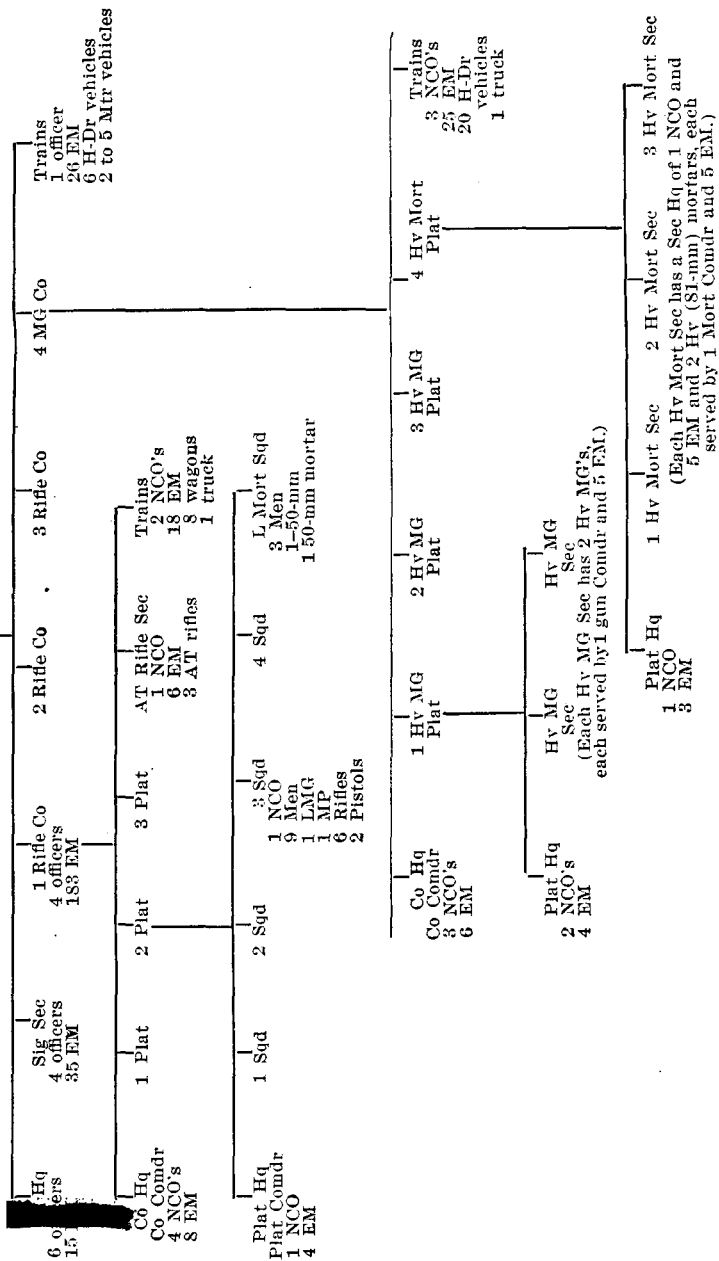 Hq
6
15
Sig Sec
4 officers
35 EM
1 Rifle Co
4 officers
183 EM
2 Rifle Co
3 Rifle Co
4 MG Co
Trains
1 officer
26 EM
6 H-Dr vehicles
2 to 5 Mtr vehicles
Co Hq
Co Comdr
4 NCO's
8 EM
1 Plat
2 Plat
3 Plat
AT Rifle Sec
1 NCO
6 EM
3 AT rifles
Trains
2 NCO's
18 EM
8 wagons
1 truck
Plat Hq
Plat Comdr
1 NCO
4 EM
1 Sqd
2 Sqd
3 Sqd
1 NCO
9 Men
1 LMG
1 MP
6 Rifles
2 Pistols
4 Sqd
L Mort Sqd
3 Men
1-50-mm
1 50-mm mortar
Co Hq
Co Comdr
3 NCO's
6 EM
1 Hv MG
Plat
2 Hv MG
Plat
3 Hv MG
Plat
4 Hv Mort
Plat
Trains
3 NCO's
25 EM
20 H-Dr
vehicles
1 truck
Plat Hq
2 NCO's
4 EM
Hv MG
Sec
Hv MG
Sec
(Each Hv MG Sec has 2 Hv MG's,
each served by 1 gun Comdr and 5 EM.)
Plat Hq
1 NCO
3 EM
1 Hv Mort Sec
2 Hv Mort Sec
3 Hv Mort Sec
(Each Hv Mort Sec has a Sec Hq of 1 NCO and
5 EM and 2 Hv (81-mm) mortars, each
served by 1 Mort Comdr and 5 EM.)